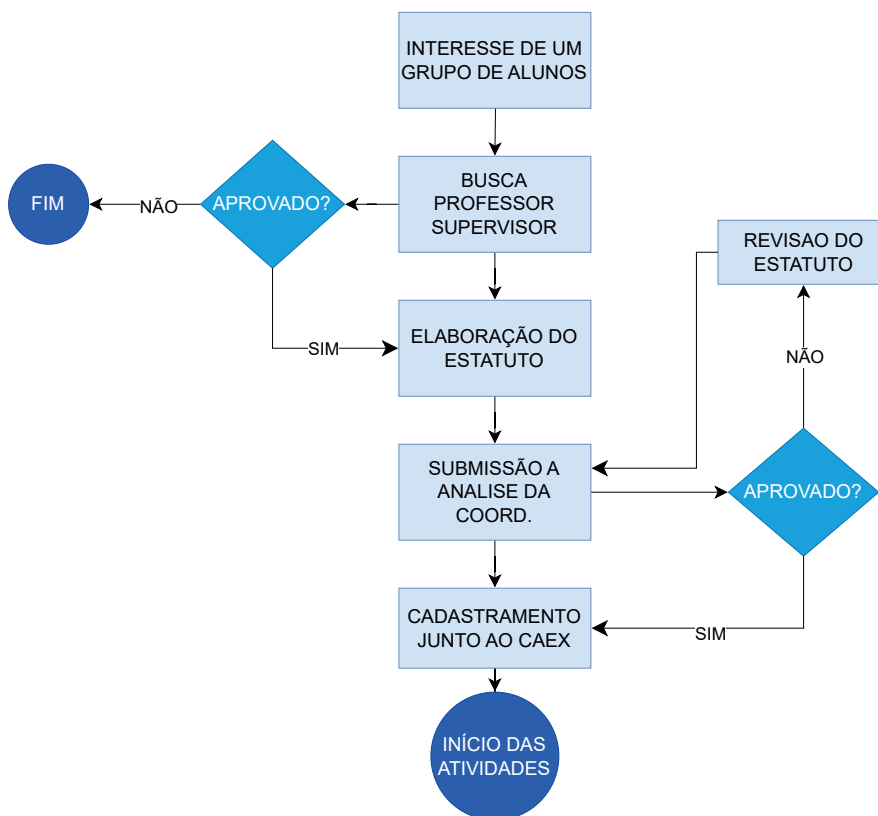 INTERESSE DE UM
GRUPO DE ALUNOS
BUSCA
PROFESSOR
SUPERVISOR
APROVADO?
NÃO
FIM
SIM
ELABORAÇÃO DO
ESTATUTO
SUBMISSÃO A
ANALISE DA
COORD.
APROVADO?
NÃO
REVISAO DO
ESTATUTO
SIM
CADASTRAMENTO
JUNTO AO CAEX
INÍCIO DAS
ATIVIDADES